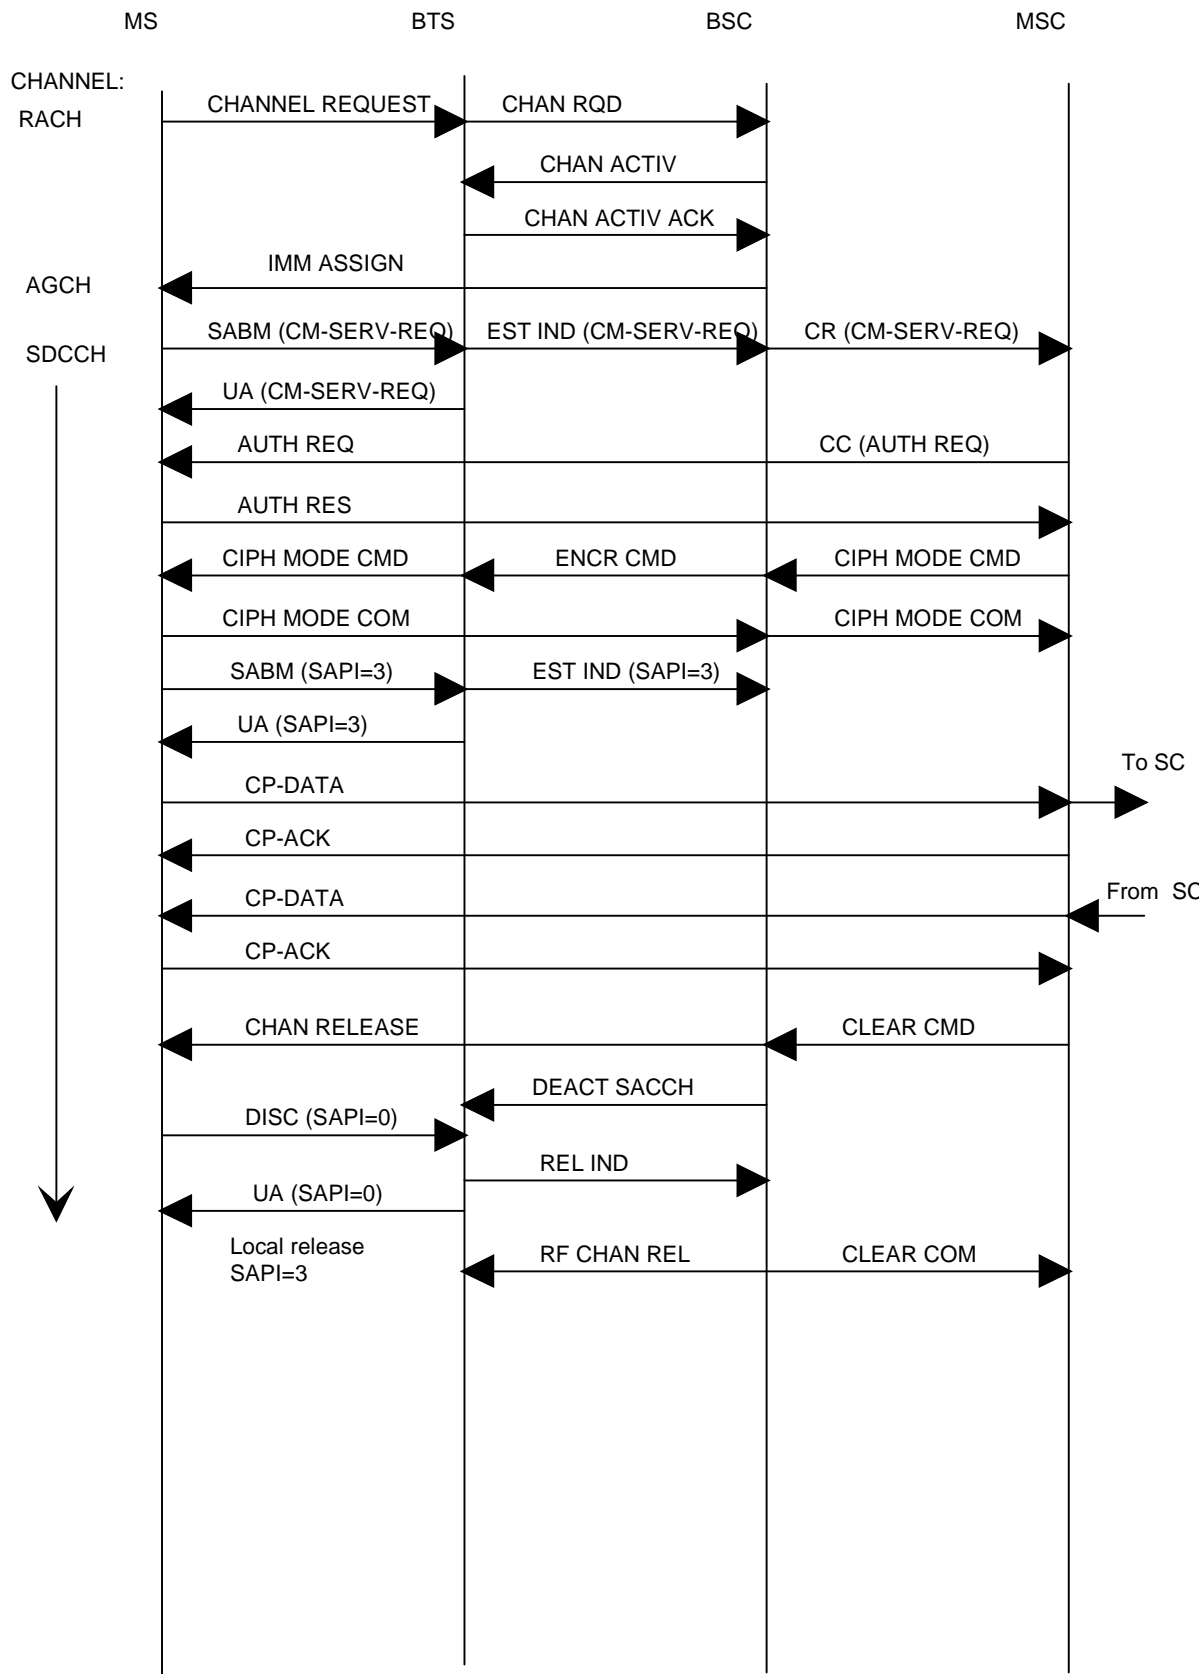 MS BTS BSC MSC
CHANNEL:
RACH CHANNEL REQUEST CHAN RQD
CHAN ACTIV
CHAN ACTIV ACK
AGCH IMM ASSIGN
SDCCH SABM (CM-SERV-REQ) EST IND (CM-SERV-REQ) CR (CM-SERV-REQ)
UA (CM-SERV-REQ)
AUTH REQ CC (AUTH REQ)
AUTH RES
CIPH MODE CMD ENCR CMD CIPH MODE CMD
CIPH MODE COM CIPH MODE COM
SABM (SAPI=3) EST IND (SAPI=3)
UA (SAPI=3)
To SC
CP-DATA
CP-ACK
CP-DATA From SC
CP-ACK
CHAN RELEASE CLEAR CMD
DEACT SACCH
DISC (SAPI=0)
REL IND
UA (SAPI=0)
Local release RF CHAN REL CLEAR COM
SAPI=3